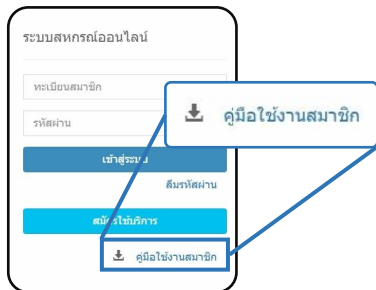 ระบบสหกรณ์ออนไลน์
ทะเบียนสมาชิก
รหัสผ่าน
คู่มือใช้งานสมาชิก
เข้าสู่ระบบ
ลืมรหัสผ่าน
สมัครใช้บริการ
คู่มือใช้งานสมาชิก